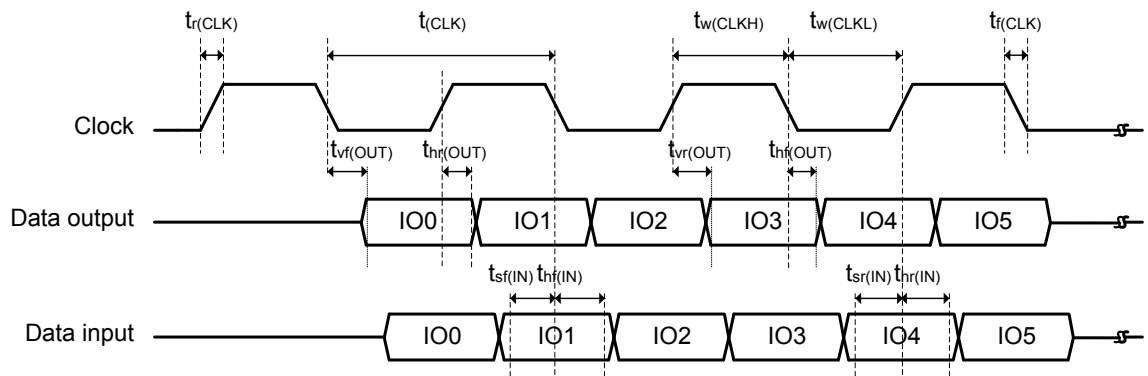 tr(CLK) t(CLK) tw(CLKH) tw(CLKL) tf(CLK)
Clock
tvf(OUT) thr(OUT) tvr(OUT) thf(OUT)
Data output IO0 IO1 IO2 IO3 IO4 IO5
tsf(IN) thf(IN) tsr(IN) thr(IN)
Data input IO0 IO1 IO2 IO3 IO4 IO5